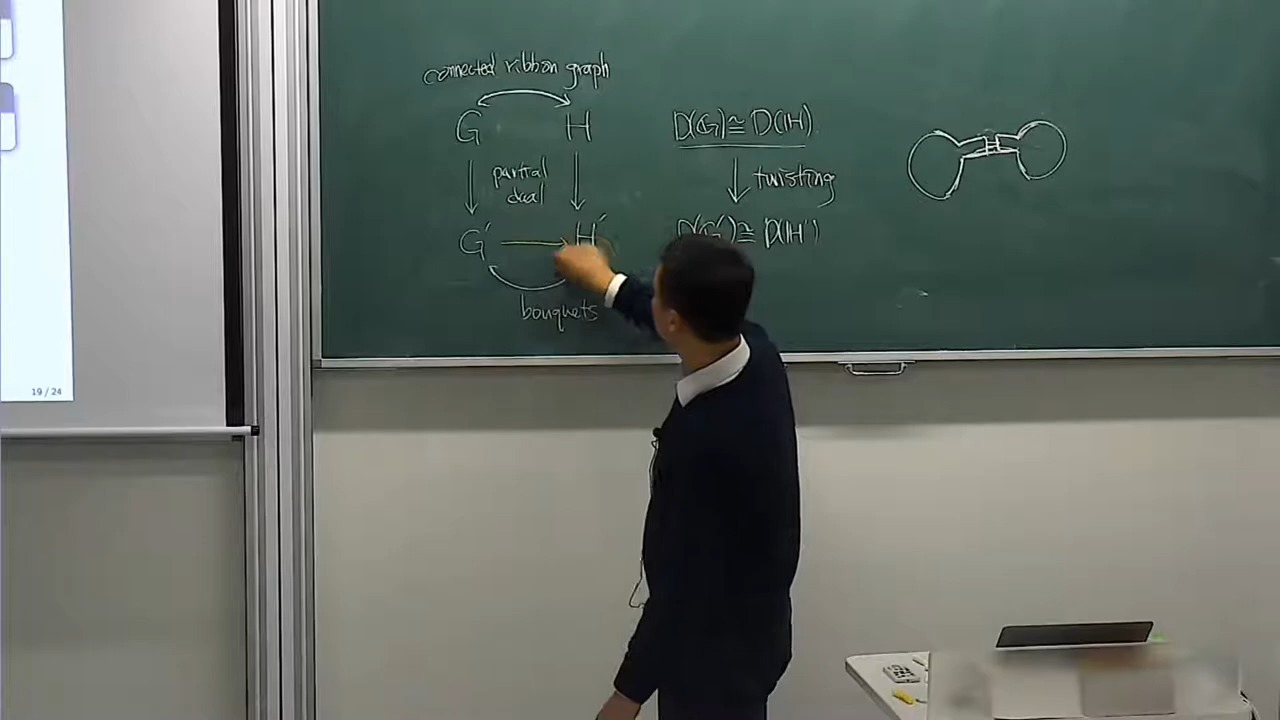 connected ribbon graph
G H D(G)≅D(H)
partial dual twisting
G' H' D(G')≅D(H')
bouquets
19 / 24